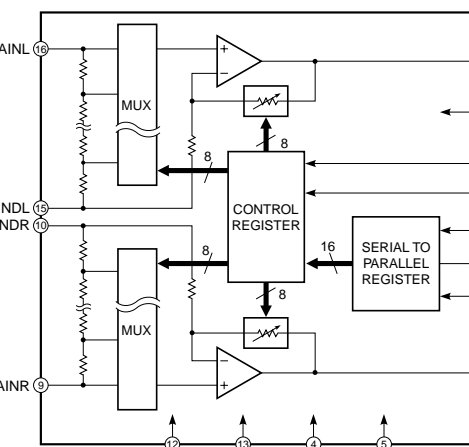 AINL 16
+
−
MUX
8
8
NDL 15
NDR 10
CONTROL
REGISTER
8
16
SERIAL TO
PARALLEL
REGISTER
8
MUX
−
+
AINR 9
12 13 4 5